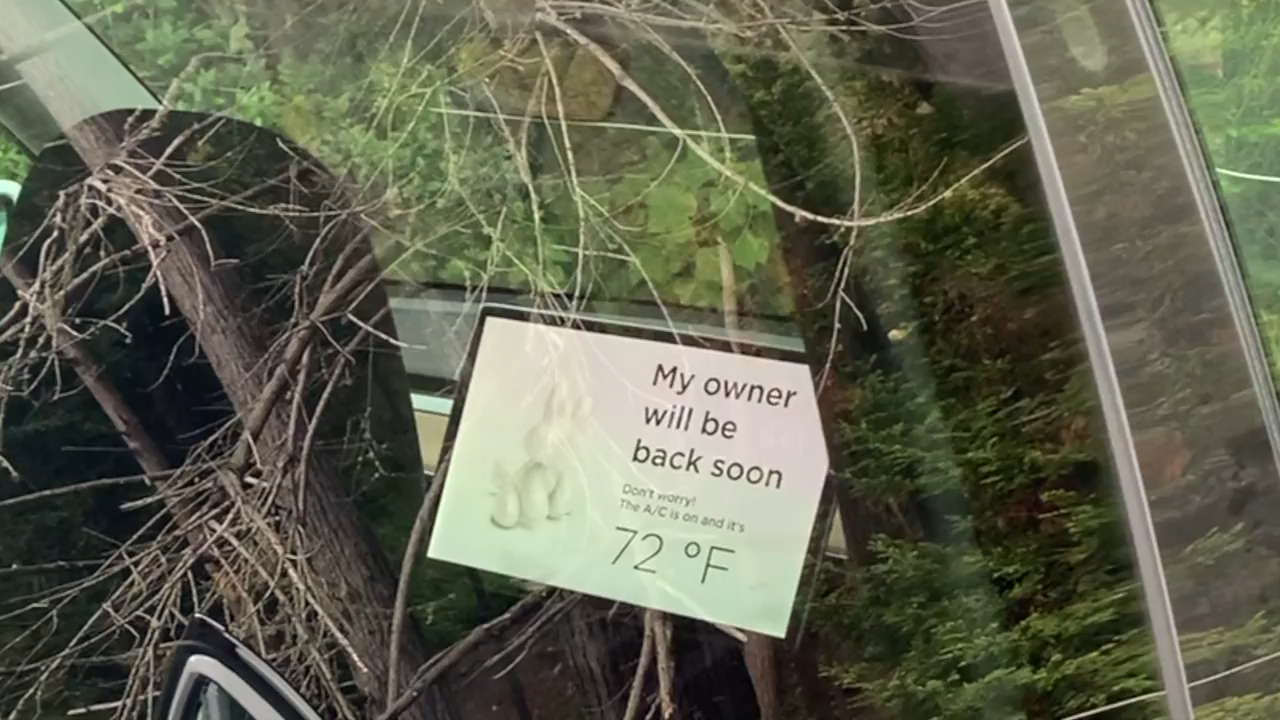 My owner
will be
back soon
Don't worry!
The A/C is on and it's
72 °F